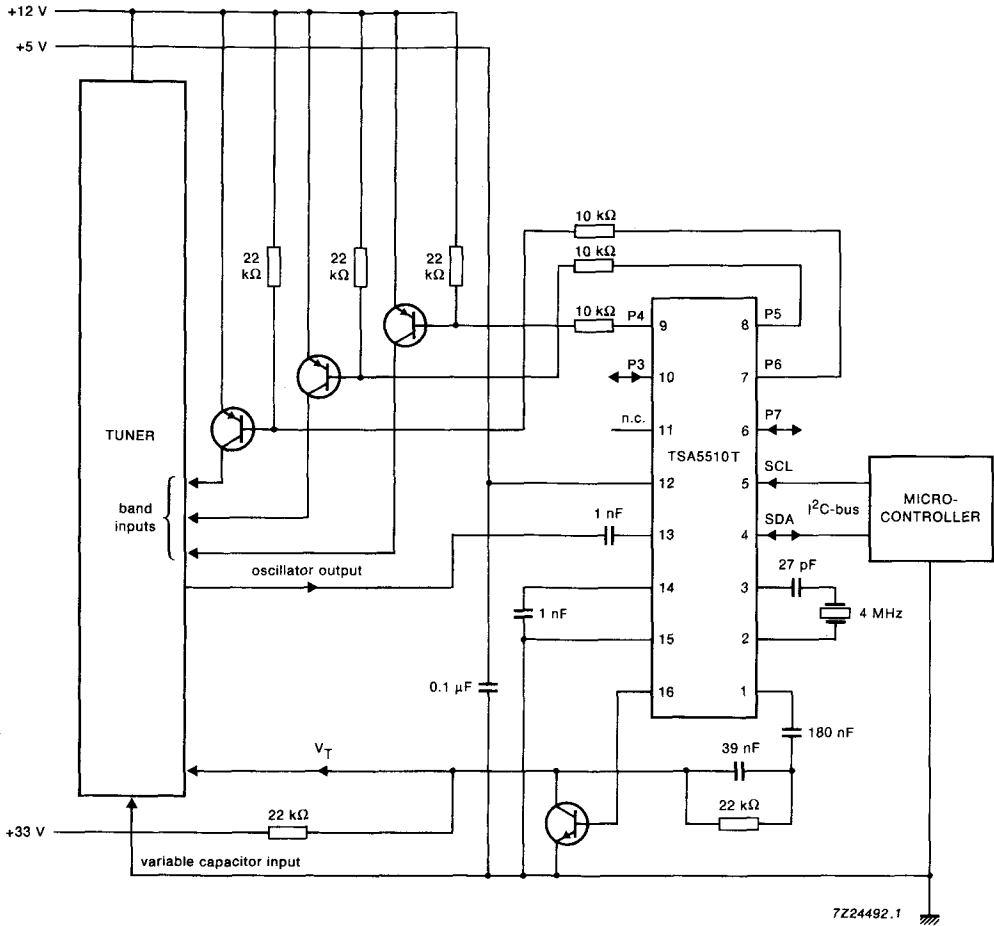 +12 V
+5 V
10 kΩ
10 kΩ
22
kΩ
22
kΩ
22
kΩ
10 kΩ
P4
9
8
P5
P3
10
7
P6
n.c.
11
6
P7
TUNER
TSA5510T
SCL
12
5
MICRO-
CONTROLLER
band
inputs
I²C-bus
1 nF
13
SDA
4
oscillator output
27 pF
14
3
1 nF
4 MHz
15
2
0.1 µF
16
1
180 nF
VT
39 nF
22 kΩ
22 kΩ
+33 V
variable capacitor input
7Z24492.1